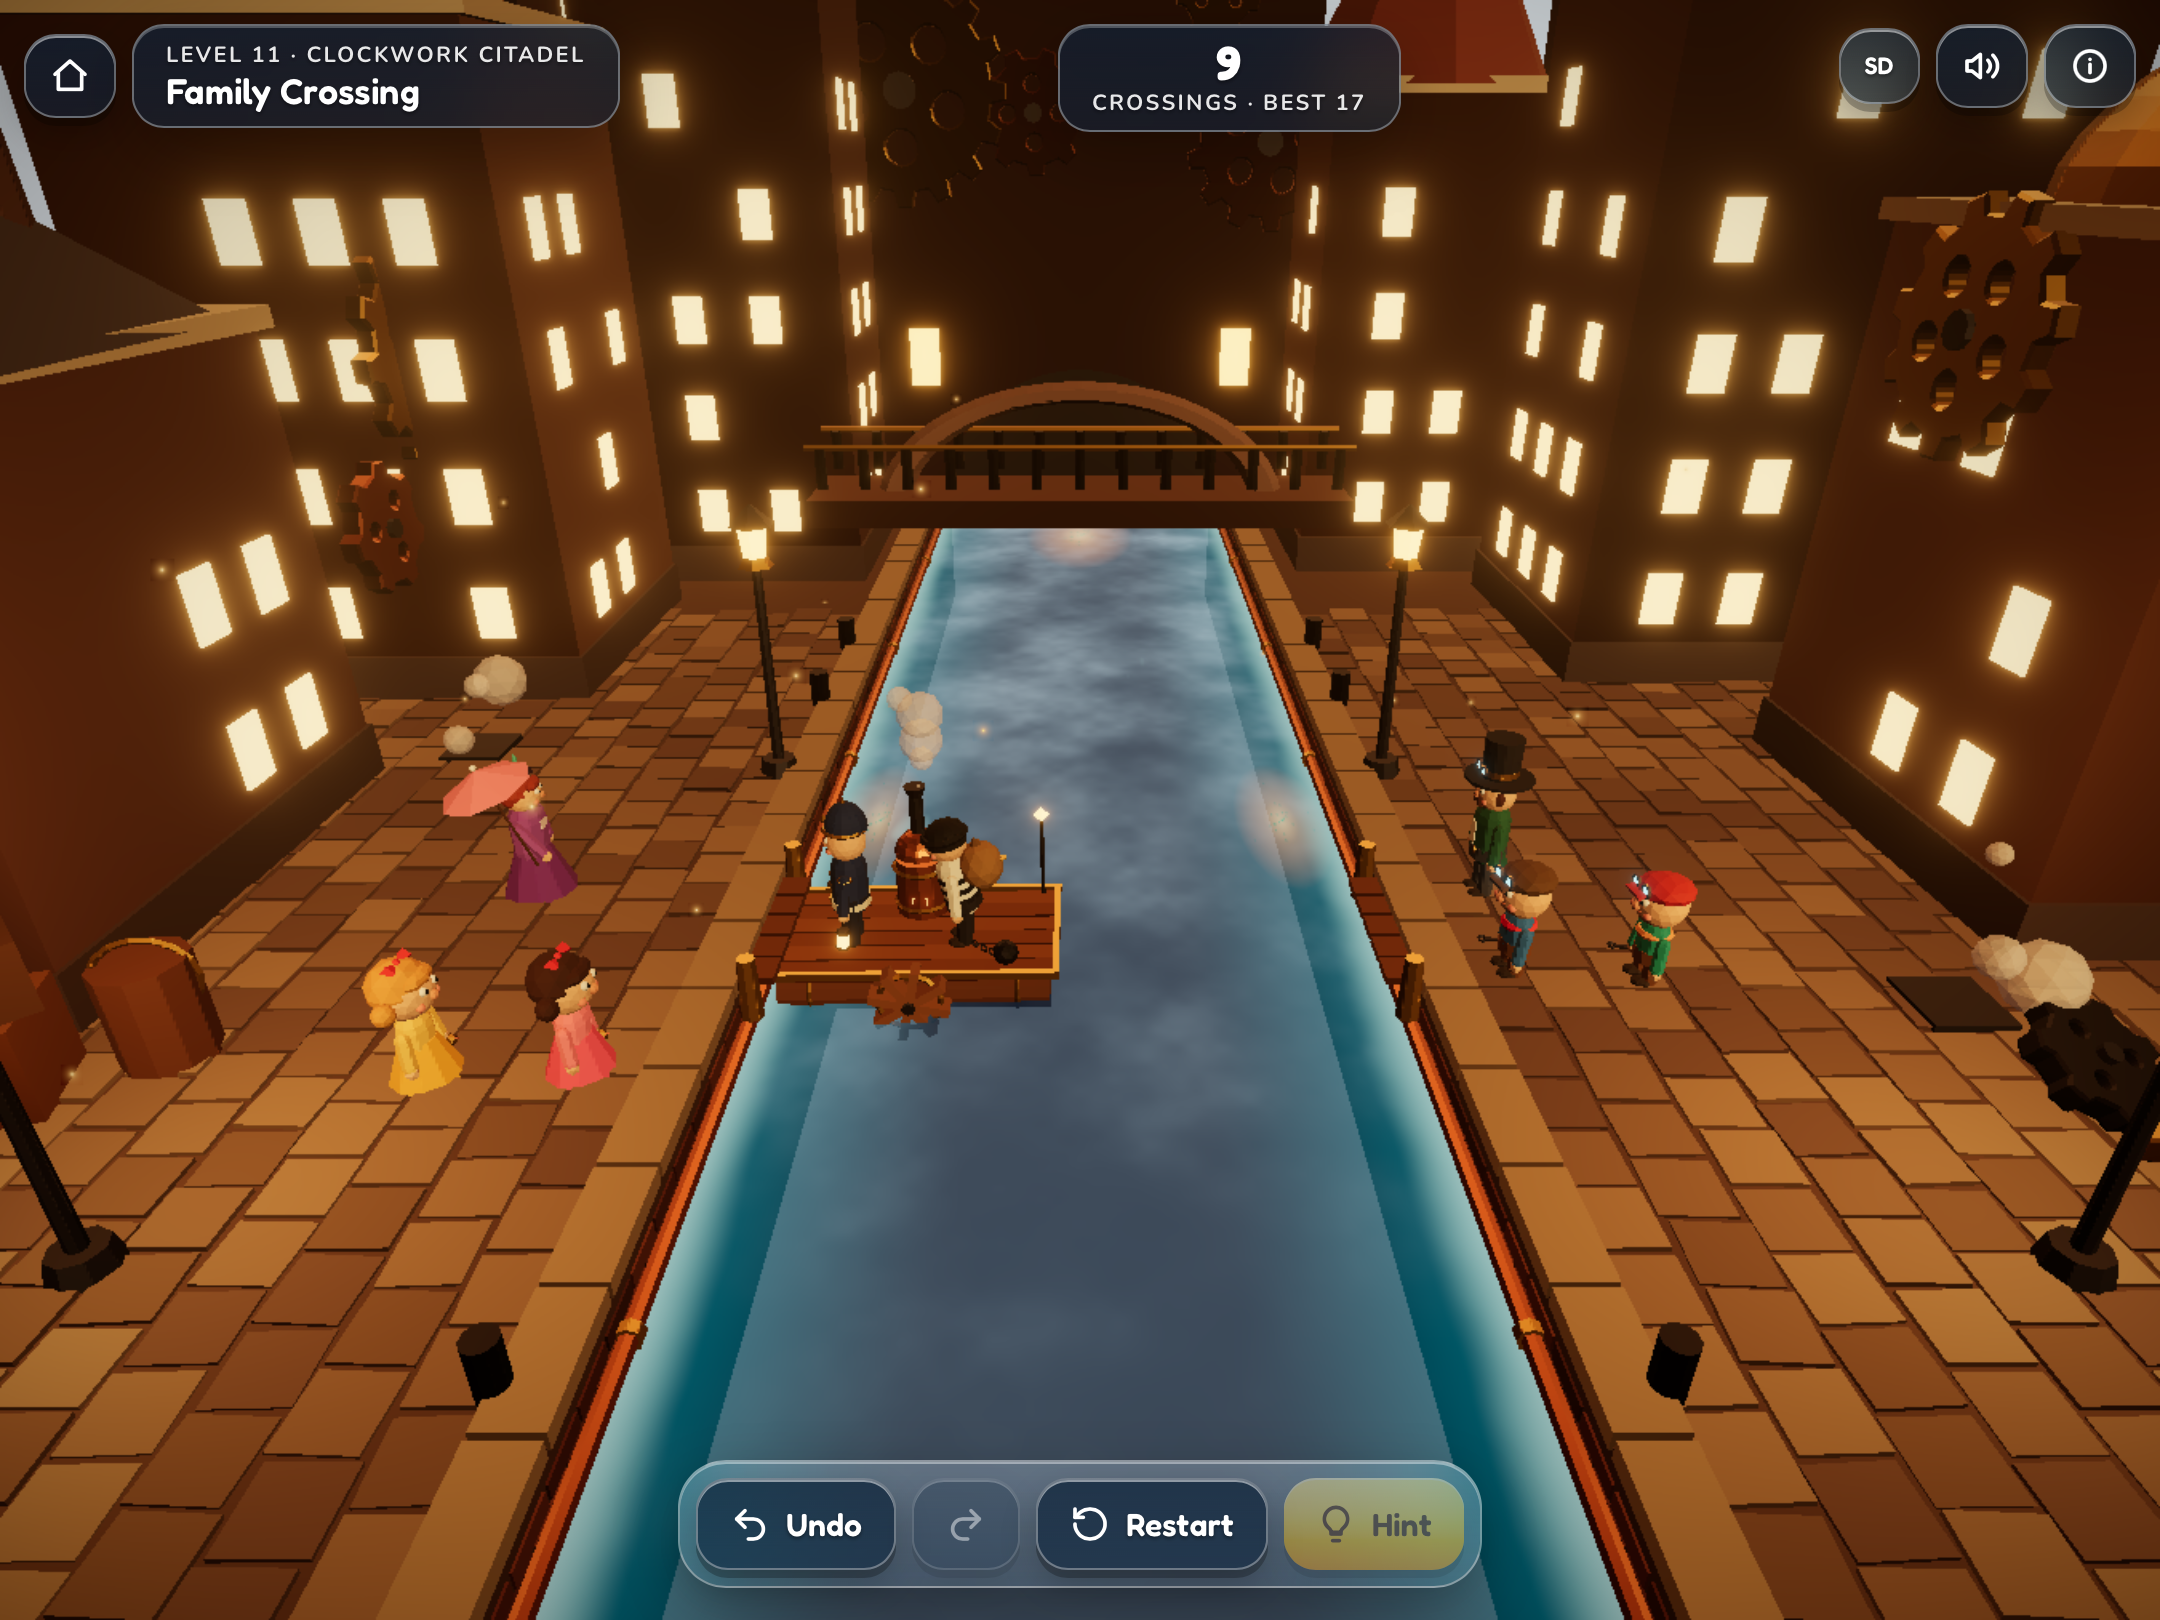 LEVEL 11 · CLOCKWORK CITADEL
Family Crossing
9
CROSSINGS · BEST 17
SD
Undo
Restart
Hint